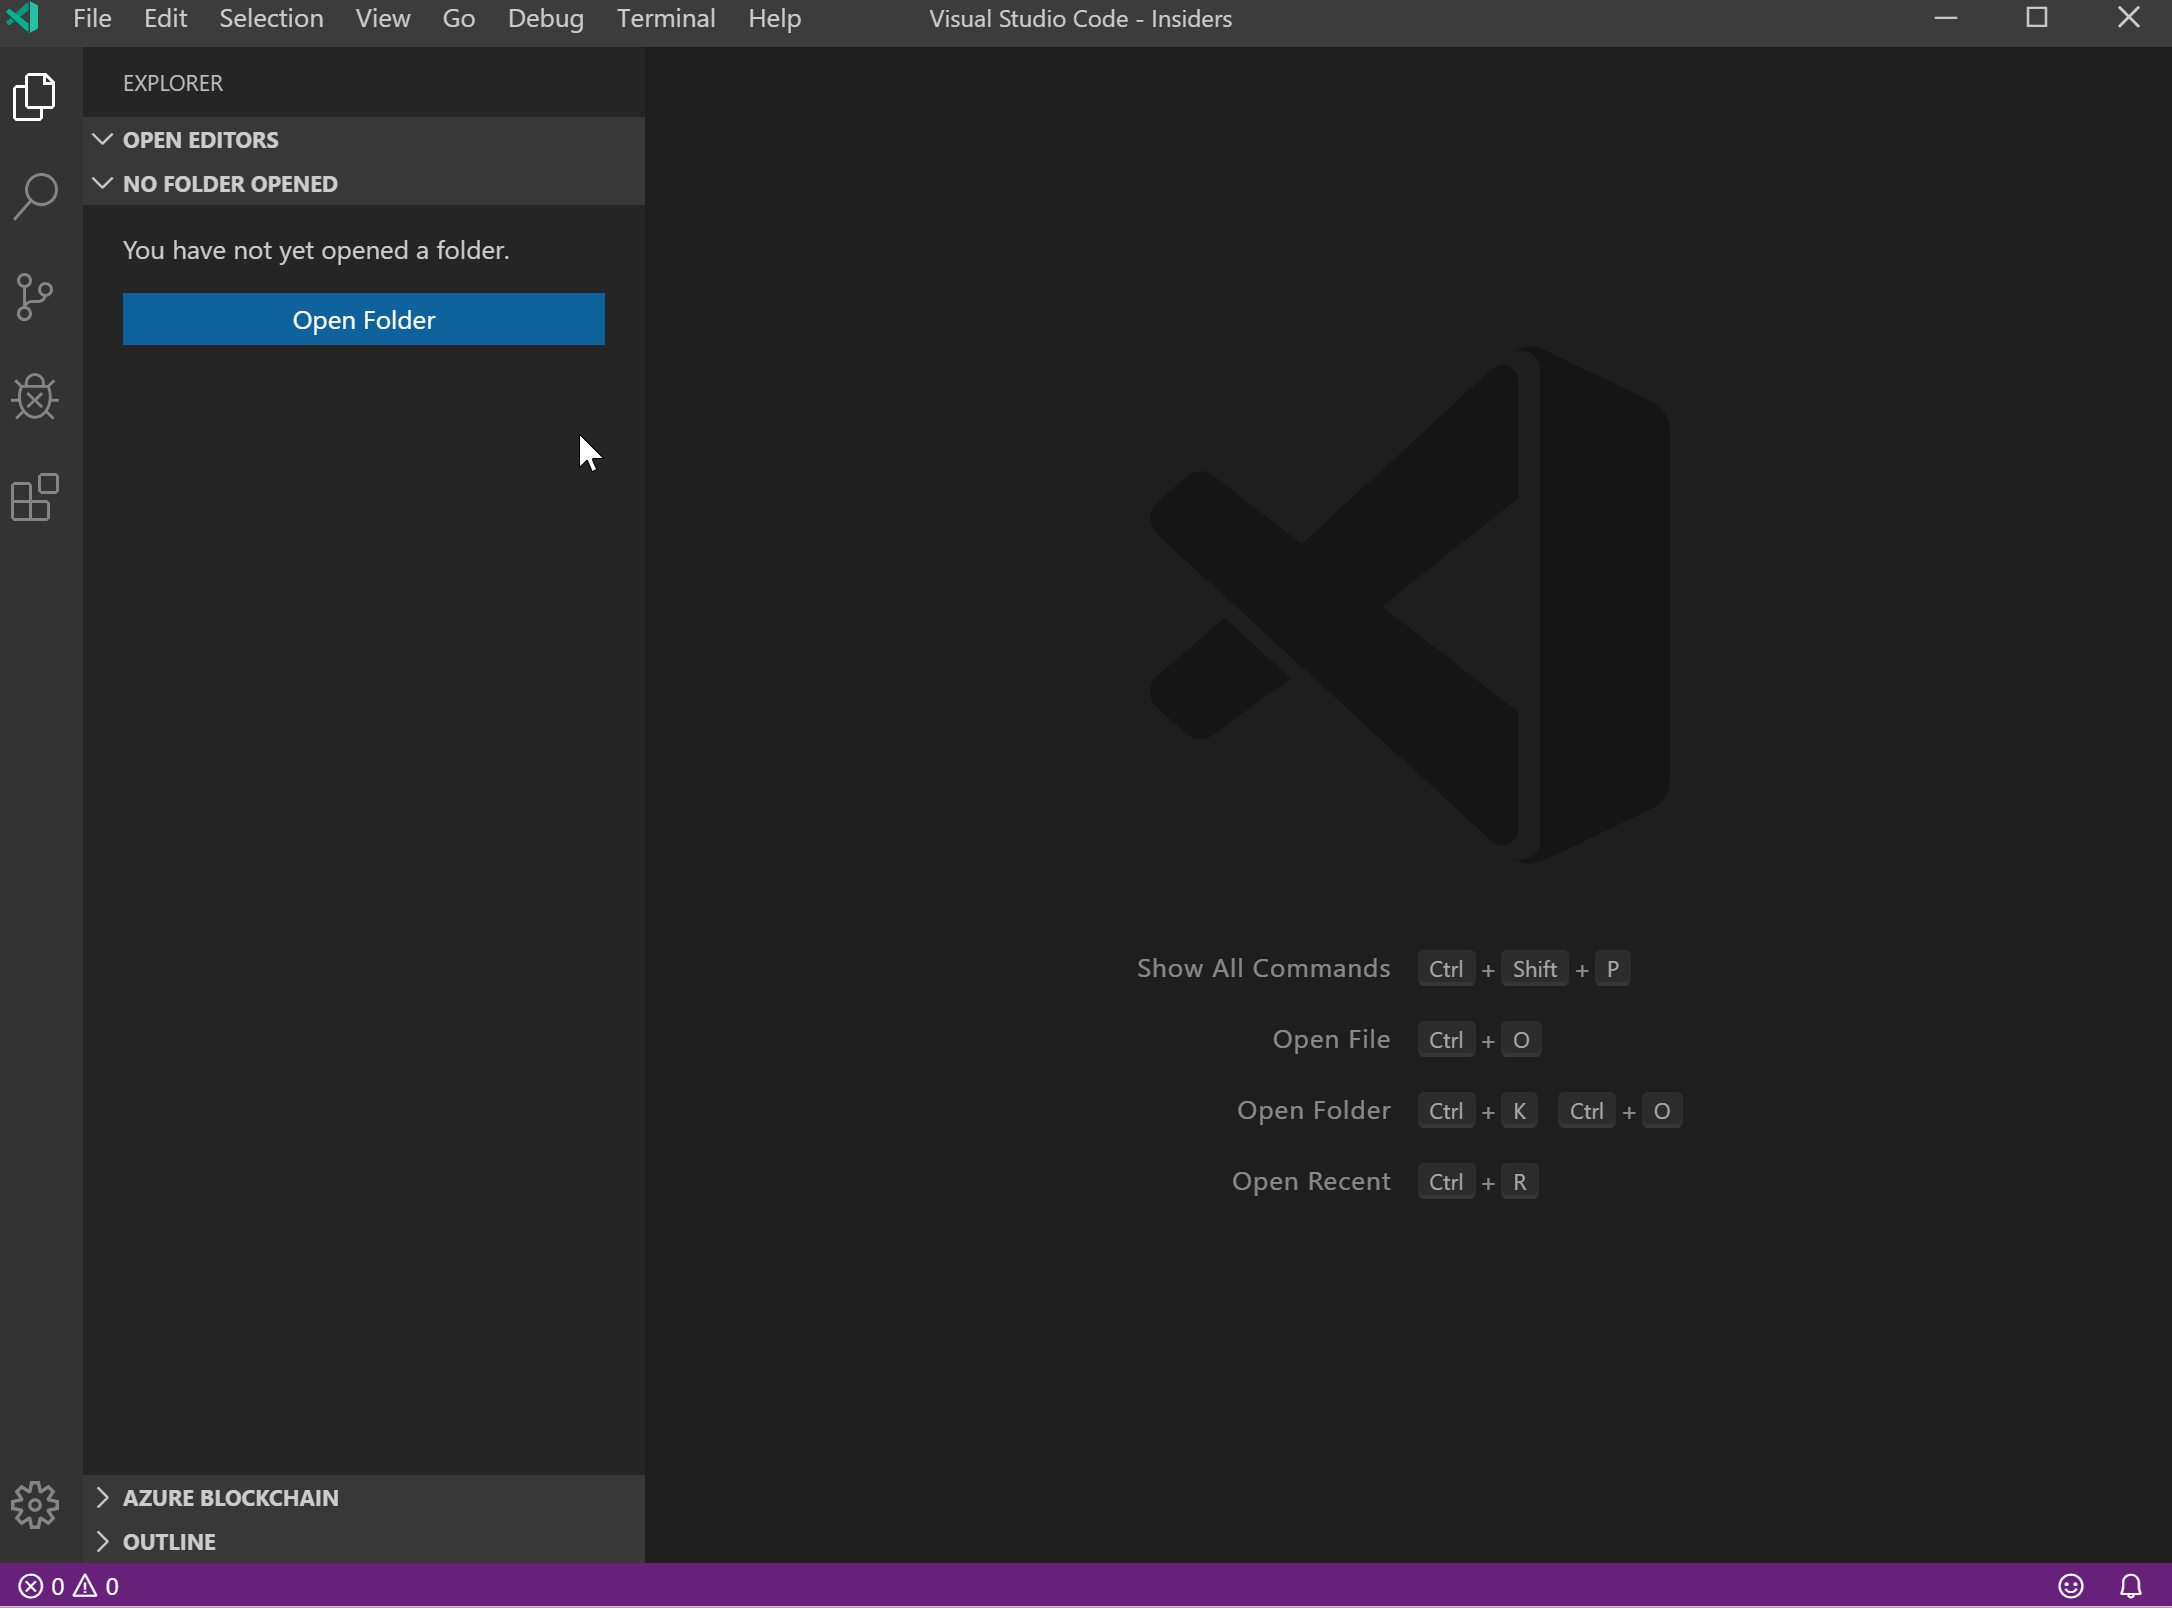 File Edit Selection View Go Debug Terminal Help Visual Studio Code - Insiders
EXPLORER
OPEN EDITORS
NO FOLDER OPENED
You have not yet opened a folder.
Open Folder
Show All Commands Ctrl + Shift + P
Open File Ctrl + O
Open Folder Ctrl + K Ctrl + O
Open Recent Ctrl + R
AZURE BLOCKCHAIN
OUTLINE
0 0